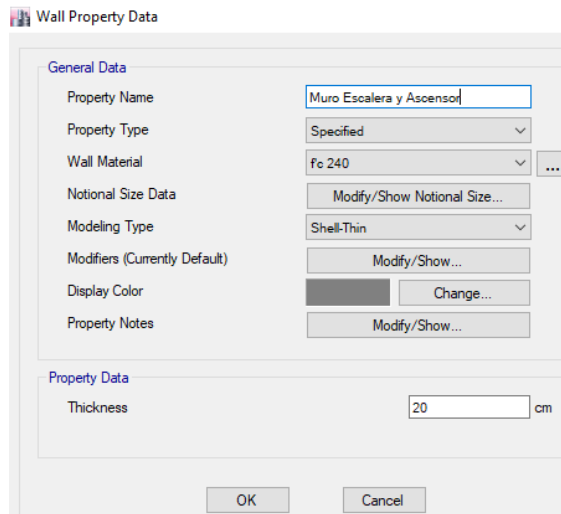 Wall Property Data
General Data
Property Name Muro Escalera y Ascensor
Property Type Specified
Wall Material f'c 240 ...
Notional Size Data Modify/Show Notional Size...
Modeling Type Shell-Thin
Modifiers (Currently Default) Modify/Show...
Display Color Change...
Property Notes Modify/Show...
Property Data
Thickness 20 cm
OK Cancel